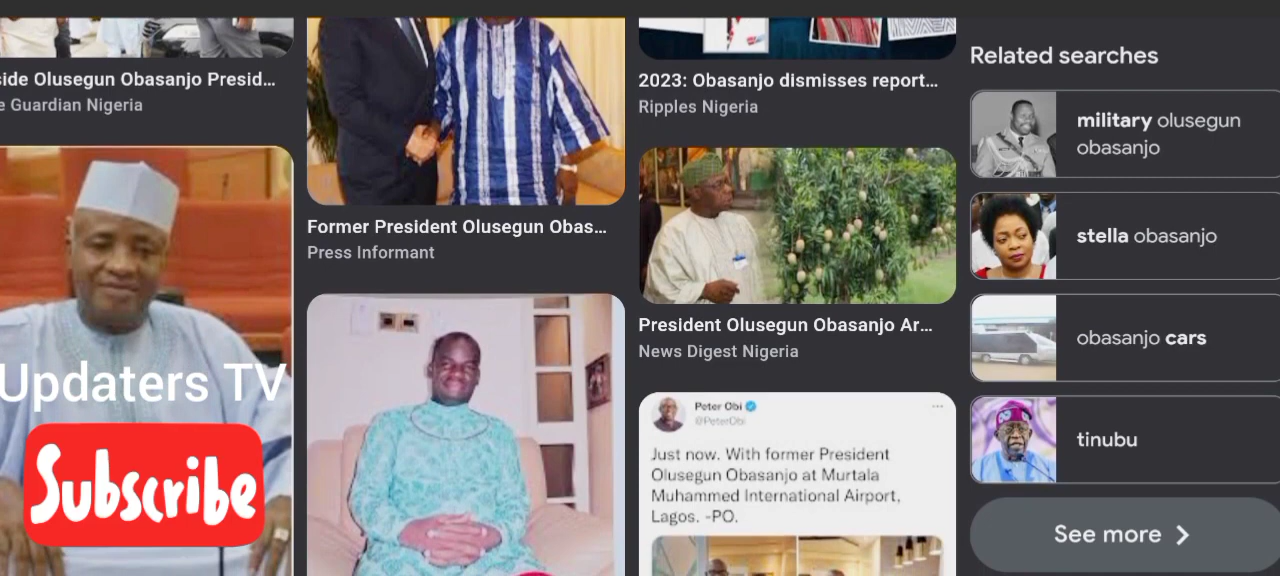 side Olusegun Obasanjo Presid...
e Guardian Nigeria
Updaters TV
Subscribe
Former President Olusegun Obas...
Press Informant
2023: Obasanjo dismisses report...
Ripples Nigeria
President Olusegun Obasanjo Ar...
News Digest Nigeria
Peter Obi
@PeterObi
Just now. With former President
Olusegun Obasanjo at Murtala
Muhammed International Airport,
Lagos. -PO.
Related searches
military olusegun
obasanjo
stella obasanjo
obasanjo cars
tinubu
See more